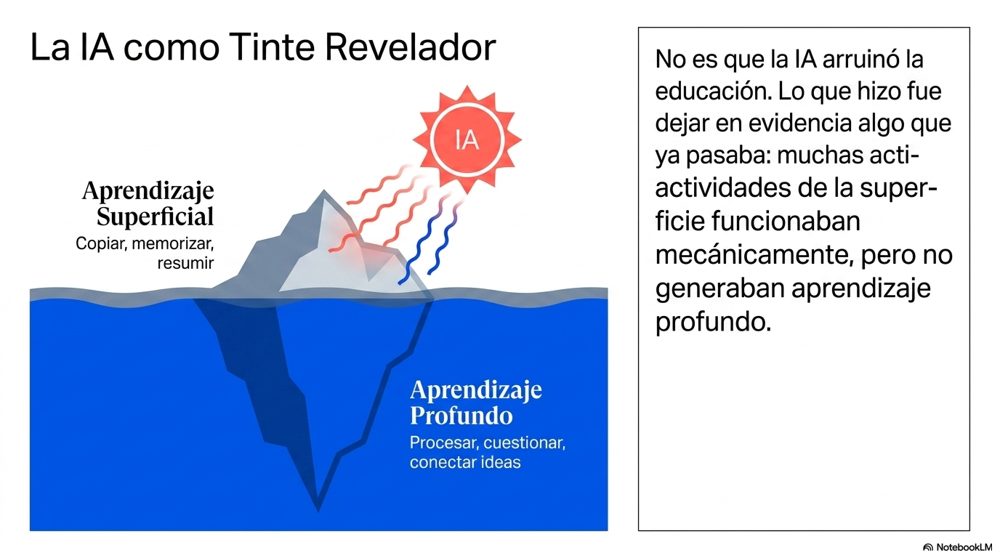 La IA como Tinte Revelador
IA
Aprendizaje
Superficial
Copiar, memorizar,
resumir
Aprendizaje
Profundo
Procesar, cuestionar,
conectar ideas
No es que la IA arruinó la
educación. Lo que hizo fue
dejar en evidencia algo que
ya pasaba: muchas acti-
actividades de la super-
ficie funcionaban
mecánicamente, pero no
generaban aprendizaje
profundo.
NotebookLM